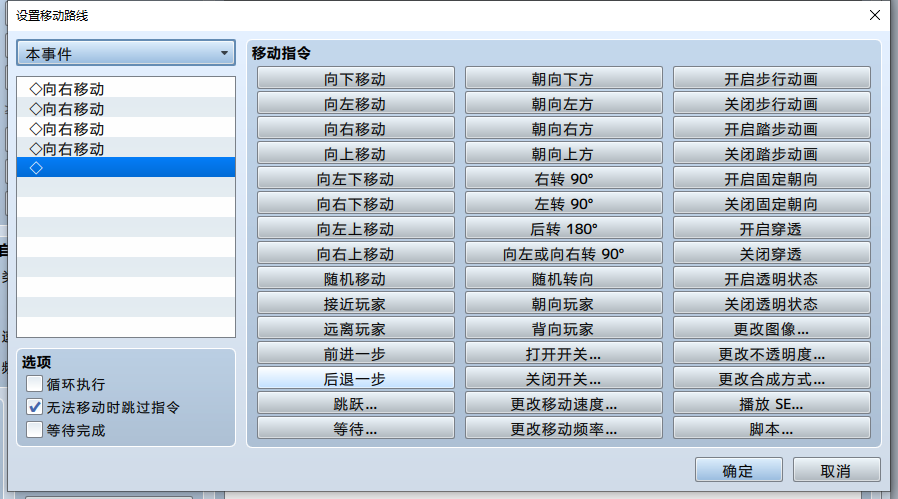 设置移动路线
本事件
◇向右移动
◇向右移动
◇向右移动
◇向右移动
◇
选项
循环执行
无法移动时跳过指令
等待完成
移动指令
向下移动
向左移动
向右移动
向上移动
向左下移动
向右下移动
向左上移动
向右上移动
随机移动
接近玩家
远离玩家
前进一步
后退一步
跳跃...
等待...
朝向下方
朝向左方
朝向右方
朝向上方
右转 90°
左转 90°
后转 180°
向左或向右转 90°
随机转向
朝向玩家
背向玩家
打开开关...
关闭开关...
更改移动速度...
更改移动频率...
开启步行动画
关闭步行动画
开启踏步动画
关闭踏步动画
开启固定朝向
关闭固定朝向
开启穿透
关闭穿透
开启透明状态
关闭透明状态
更改图像...
更改不透明度...
更改合成方式...
播放 SE...
脚本...
确定
取消